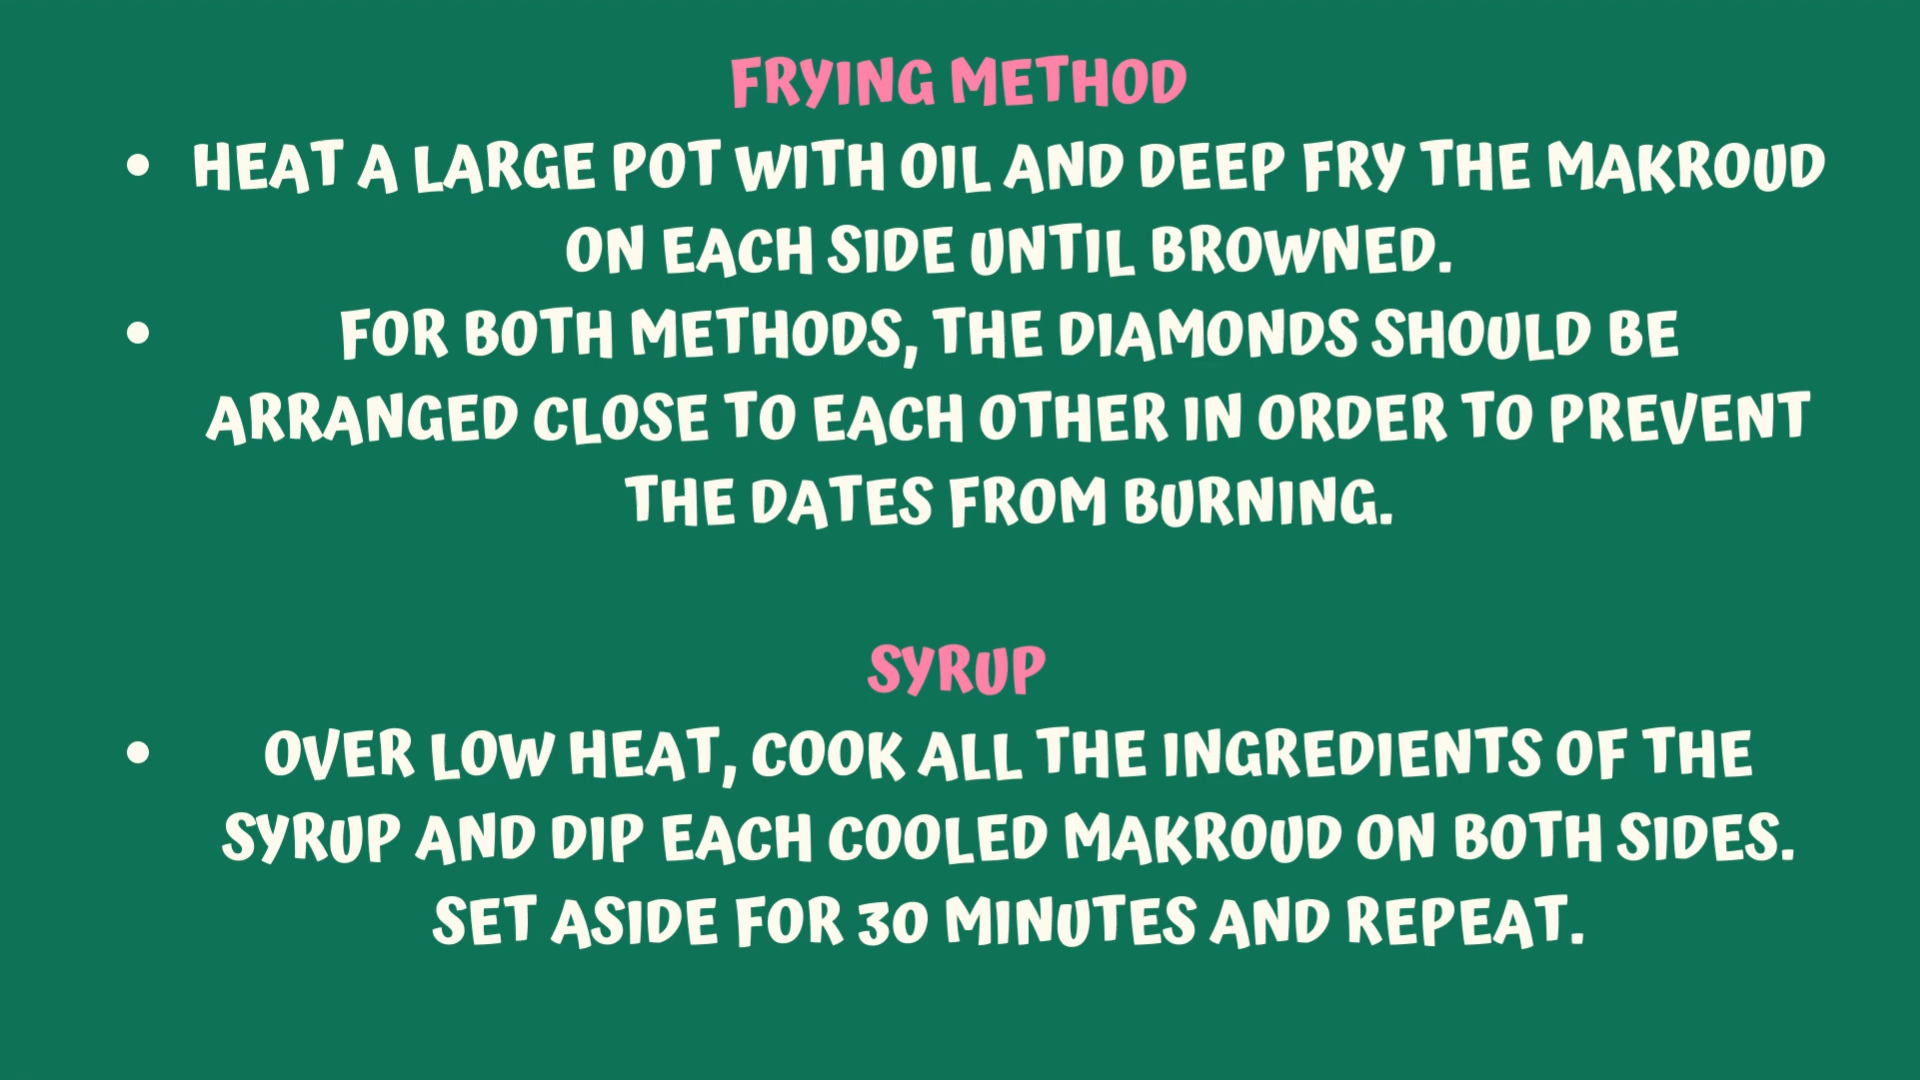 FRYING METHOD
• HEAT A LARGE POT WITH OIL AND DEEP FRY THE MAKROUD
ON EACH SIDE UNTIL BROWNED.
• FOR BOTH METHODS, THE DIAMONDS SHOULD BE
ARRANGED CLOSE TO EACH OTHER IN ORDER TO PREVENT
THE DATES FROM BURNING.
SYRUP
• OVER LOW HEAT, COOK ALL THE INGREDIENTS OF THE
SYRUP AND DIP EACH COOLED MAKROUD ON BOTH SIDES.
SET ASIDE FOR 30 MINUTES AND REPEAT.